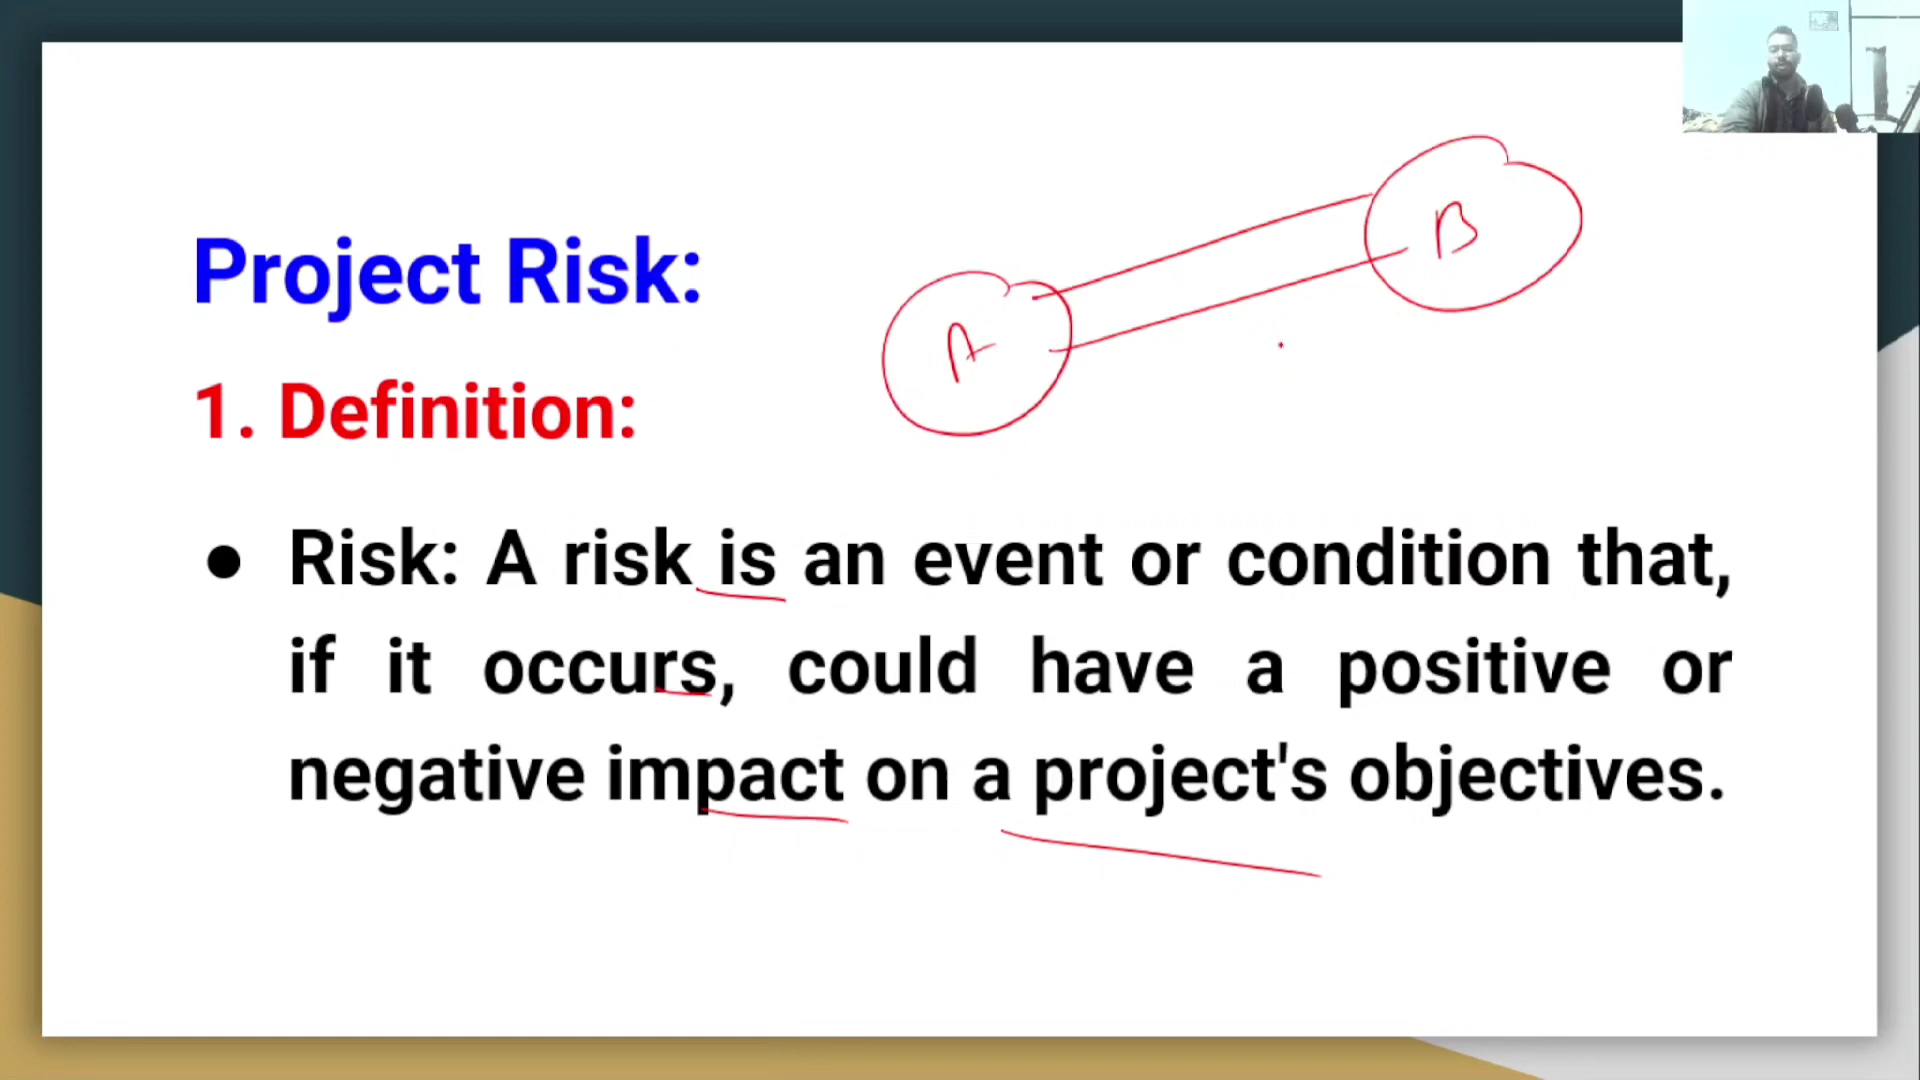 Project Risk:
A
B
1. Definition:
● Risk: A risk is an event or condition that,
if it occurs, could have a positive or
negative impact on a project's objectives.